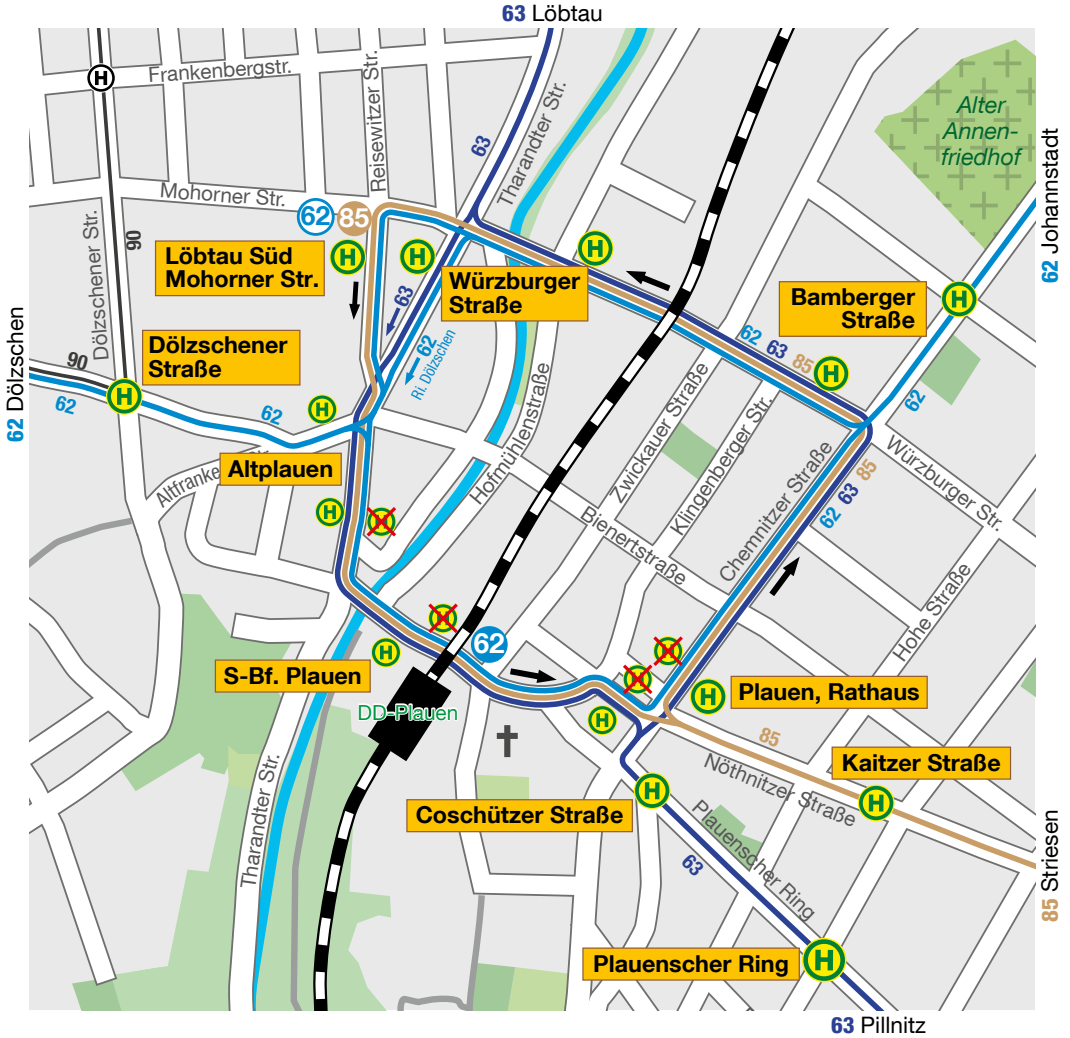 63 Löbtau
H
Frankenbergstr.
Reisewitzer Str.
63
Tharandter Str.
Alter
Annen-
friedhof
62 Johannstadt
Mohorner Str.
62
85
Dölzschener Str.
90
Löbtau Süd
Mohorner Str.
H
H
H
Würzburger
Straße
63
Bamberger
Straße
H
62 Dölzschen
Dölzschener
Straße
90
62
H
62
H
62
Ri. Dölzschen
62
63
85
H
62
Altfranke
Altplauen
H
H
Hofmühlenstraße
Zwickauer Straße
Klingenberger Str.
Bienertstraße
Chemnitzer Straße
85
63
62
Würzburger Str.
Hohe Straße
H
62
H
S-Bf. Plauen
DD-Plauen
H
H
H
H
Plauen, Rathaus
85
Nöthnitzer Straße
Kaitzer Straße
H
Coschützer Straße
H
Tharandter Str.
Plauenscher Ring
63
85 Striesen
Plauenscher Ring
H
63 Pillnitz